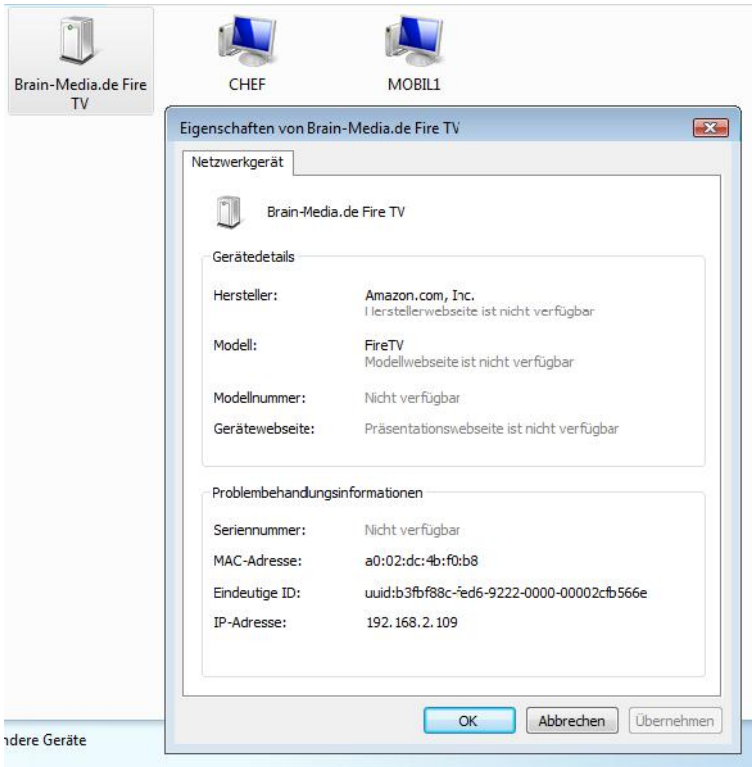 Brain-Media.de Fire
TV
CHEF
MOBIL1
Eigenschaften von Brain-Media.de Fire TV
Netzwerkgerät
Brain-Media.de Fire TV
Gerätedetails
Hersteller:
Amazon.com, Inc.
Herstellerwebseite ist nicht verfügbar
Modell:
FireTV
Modellwebseite ist nicht verfügbar
Modellnummer:
Nicht verfügbar
Gerätewebseite:
Präsentationswebseite ist nicht verfügbar
Problembehandlungsinformationen
Seriennummer:
Nicht verfügbar
MAC-Adresse:
a0:02:dc:4b:f0:b8
Eindeutige ID:
uuid:b3fbf88c-fed6-9222-0000-00002cfb566e
IP-Adresse:
192.168.2.109
OK
Abbrechen
Übernehmen
ndere Geräte